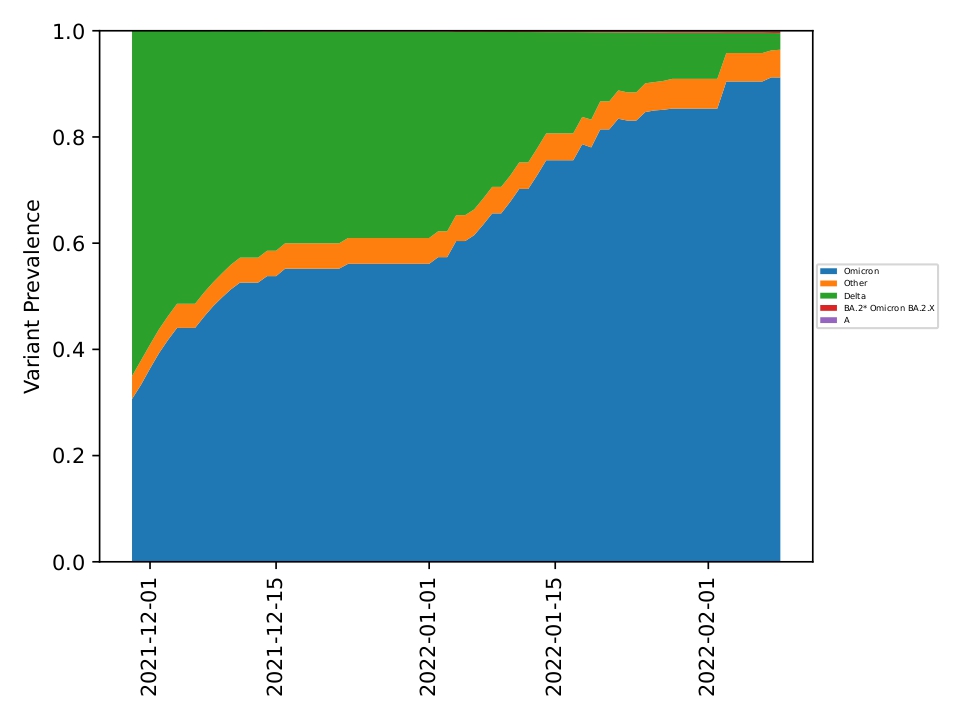 1.0
0.8
0.6
0.4
0.2
0.0
Variant Prevalence
2021-12-01
2021-12-15
2022-01-01
2022-01-15
2022-02-01
Omicron
Other
Delta
BA.2* Omicron BA.2.X
A